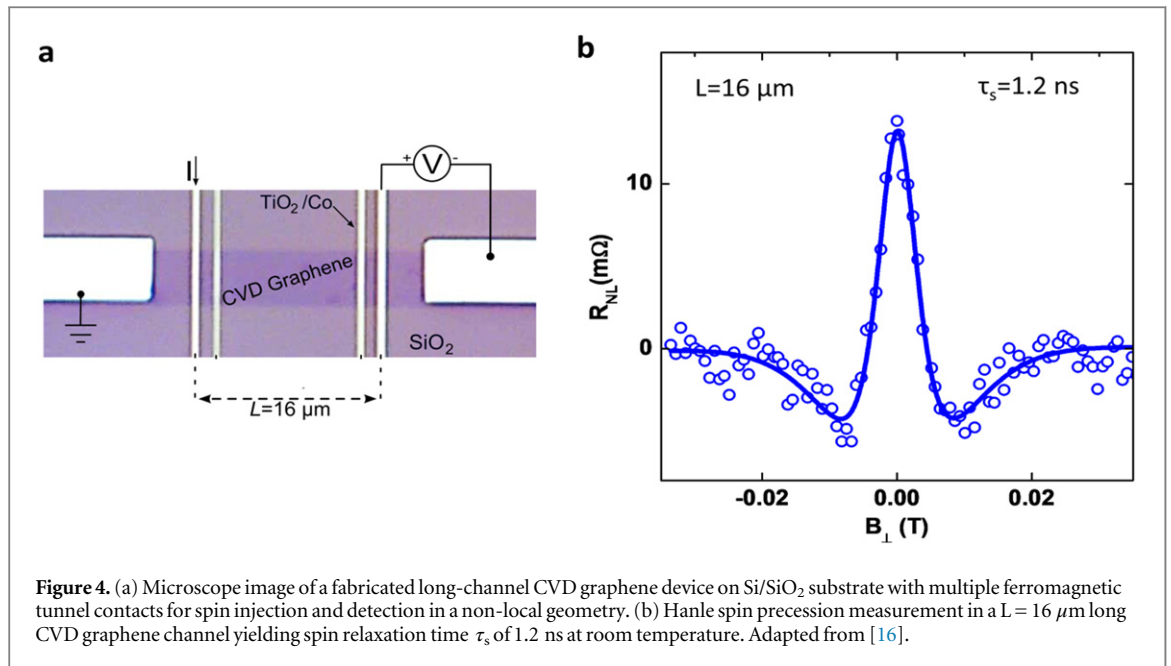 a
I
+ V -
TiO₂/Co
CVD Graphene
SiO₂
L=16 μm
b
L=16 μm
τₛ=1.2 ns
10
0
R_NL(mΩ)
-0.02 0.00 0.02
B_⊥ (T)
Figure 4. (a) Microscope image of a fabricated long-channel CVD graphene device on Si/SiO₂ substrate with multiple ferromagnetic
tunnel contacts for spin injection and detection in a non-local geometry. (b) Hanle spin precession measurement in a L = 16 μm long
CVD graphene channel yielding spin relaxation time τₛ of 1.2 ns at room temperature. Adapted from [16].